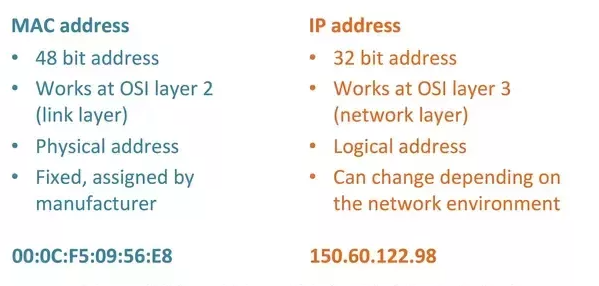 MAC address
• 48 bit address
• Works at OSI layer 2
(link layer)
• Physical address
• Fixed, assigned by
manufacturer
00:0C:F5:09:56:E8
IP address
• 32 bit address
• Works at OSI layer 3
(network layer)
• Logical address
• Can change depending on
the network environment
150.60.122.98